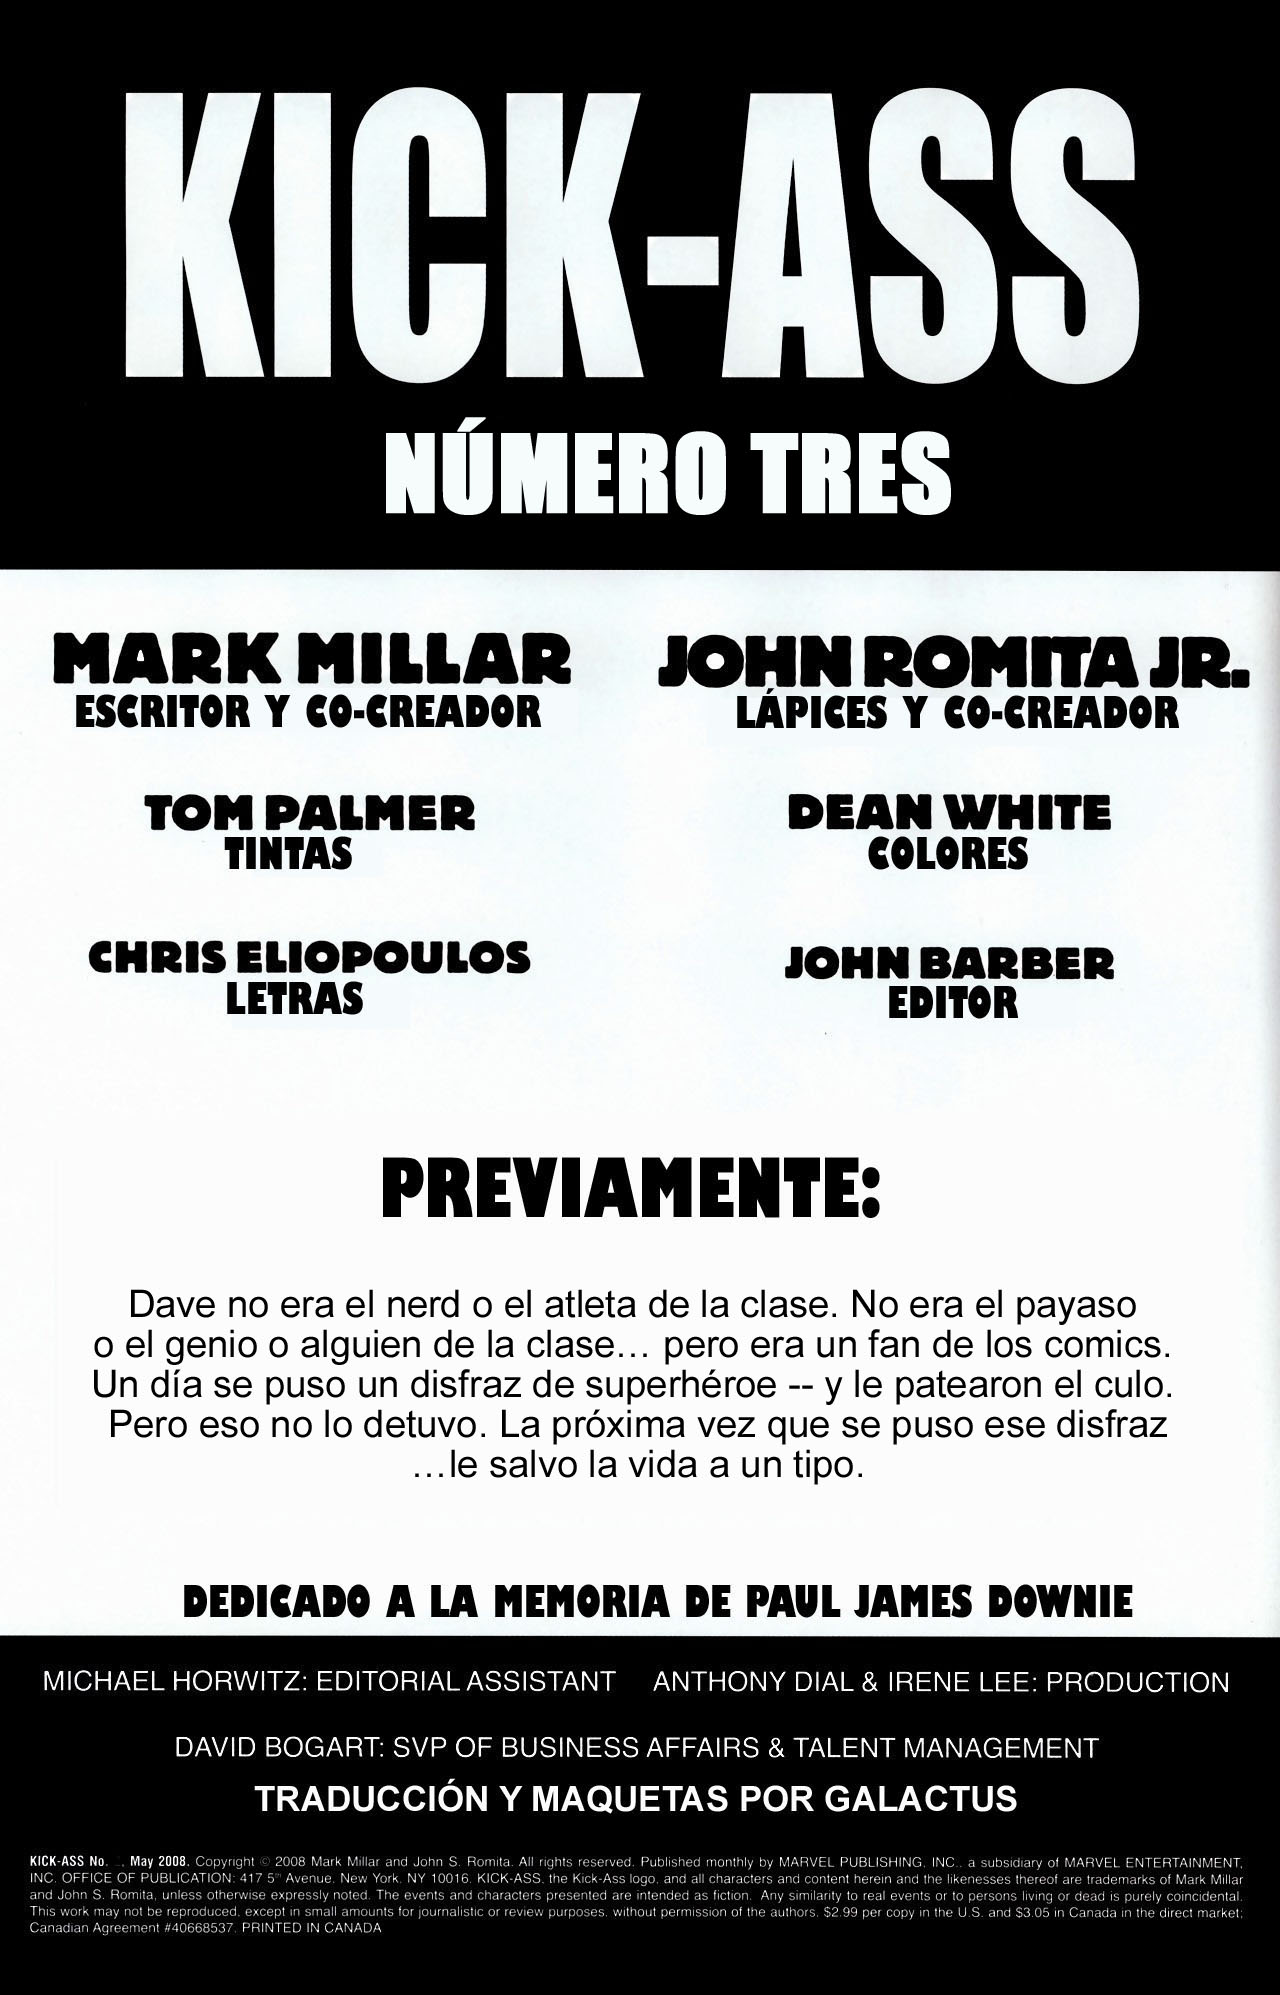 KICK-ASS
NÚMERO TRES
MARK MILLAR
ESCRITOR Y CO-CREADOR
JOHN ROMITA JR.
LÁPICES Y CO-CREADOR
TOM PALMER
TINTAS
DEAN WHITE
COLORES
CHRIS ELIOPOULOS
LETRAS
JOHN BARBER
EDITOR
PREVIAMENTE:
Dave no era el nerd o el atleta de la clase. No era el payaso
o el genio o alguien de la clase... pero era un fan de los comics.
Un día se puso un disfraz de superhéroe -- y le patearon el culo.
Pero eso no lo detuvo. La próxima vez que se puso ese disfraz
...le salvo la vida a un tipo.
DEDICADO A LA MEMORIA DE PAUL JAMES DOWNIE
MICHAEL HORWITZ: EDITORIAL ASSISTANT ANTHONY DIAL & IRENE LEE: PRODUCTION
DAVID BOGART: SVP OF BUSINESS AFFAIRS & TALENT MANAGEMENT
TRADUCCIÓN Y MAQUETAS POR GALACTUS
KICK-ASS No. , May 2008. Copyright © 2008 Mark Millar and John S. Romita. All rights reserved. Published monthly by MARVEL PUBLISHING, INC., a subsidiary of MARVEL ENTERTAINMENT,
INC. OFFICE OF PUBLICATION: 417 5th Avenue, New York, NY 10016. KICK-ASS, the Kick-Ass logo, and all characters and content herein and the likenesses thereof are trademarks of Mark Millar
and John S. Romita, unless otherwise expressly noted. The events and characters presented are intended as fiction. Any similarity to real events or to persons living or dead is purely coincidental.
This work may not be reproduced, except in small amounts for journalistic or review purposes, without permission of the authors. $2.99 per copy in the U.S. and $3.05 in Canada in the direct market;
Canadian Agreement #40668537. PRINTED IN CANADA